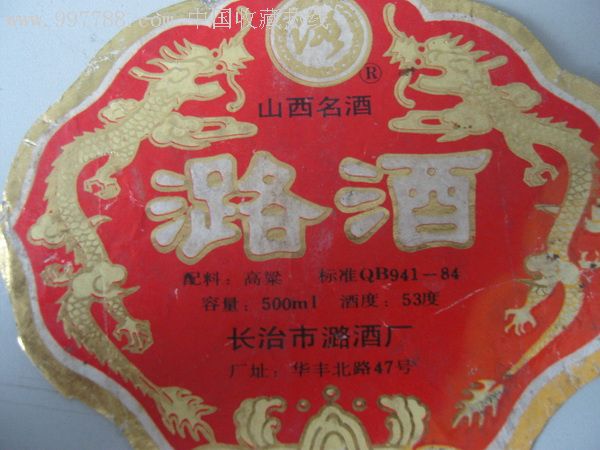 www.997788.com 中国收藏热线
®
山西名酒
潞酒
配料：高粱 标准QB941-84
容量：500ml 酒度：53度
长治市潞酒厂
厂址：华丰北路47号